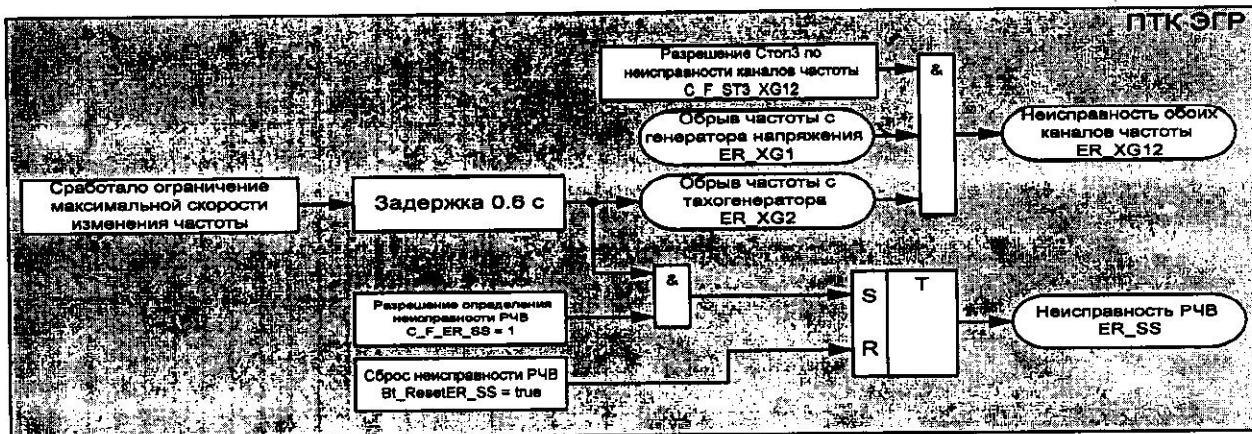 ПТК ЭГР
Разрешение Стоп3 по
неисправности каналов частоты
C_F_ST3_XG12
&
Обрыв частоты с
генератора напряжения
ER_XG1
Неисправность обоих
каналов частоты
ER_XG12
Сработало ограничение
максимальной скорости
изменения частоты
Задержка 0.6 с
Обрыв частоты с
тахогенератора
ER_XG2
&
Разрешение определения
неисправности РЧВ
C_F_ER_SS = 1
S
T
R
Неисправность РЧВ
ER_SS
Сброс неисправности РЧВ
Bt_ResetER_SS = true